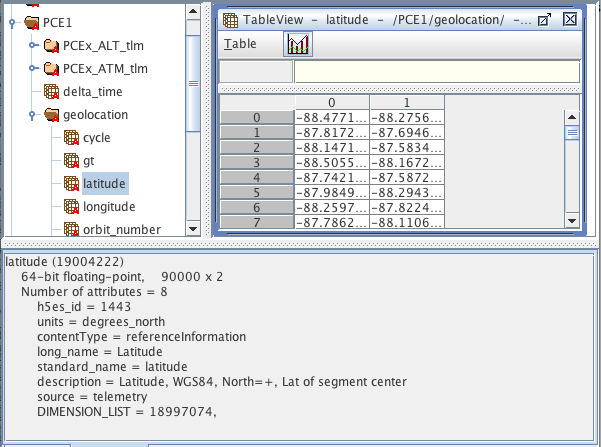 PCE1
PCEx_ALT_tlm
PCEx_ATM_tlm
delta_time
geolocation
cycle
gt
latitude
longitude
orbit_number
TableView - latitude - /PCE1/geolocation/ -...
Table
0 1
0 -88.4771... -88.2756...
1 -87.8172... -87.6946...
2 -88.1471... -87.5834...
3 -88.5055... -88.1672...
4 -87.7421... -87.5872...
5 -87.9849... -88.2943...
6 -88.2597... -87.8224...
7 -87.7862... -88.1106...
latitude (19004222)
64-bit floating-point, 90000 x 2
Number of attributes = 8
h5es_id = 1443
units = degrees_north
contentType = referenceInformation
long_name = Latitude
standard_name = latitude
description = Latitude, WGS84, North=+, Lat of segment center
source = telemetry
DIMENSION_LIST = 18997074,